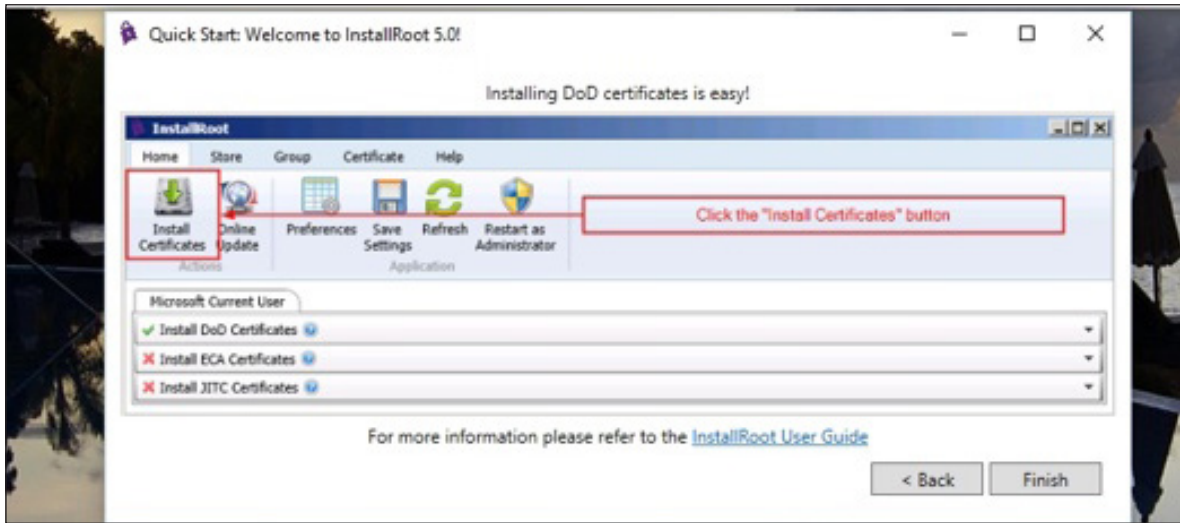 Quick Start: Welcome to InstallRoot 5.0!
Installing DoD certificates is easy!
InstallRoot
Home Store Group Certificate Help
Install Certificates
Online Update
Preferences
Save Settings
Refresh
Restart as Administrator
Click the "Install Certificates" button
Actions
Application
Microsoft Current User
Install DoD Certificates
Install ECA Certificates
Install JITC Certificates
For more information please refer to the InstallRoot User Guide
< Back
Finish